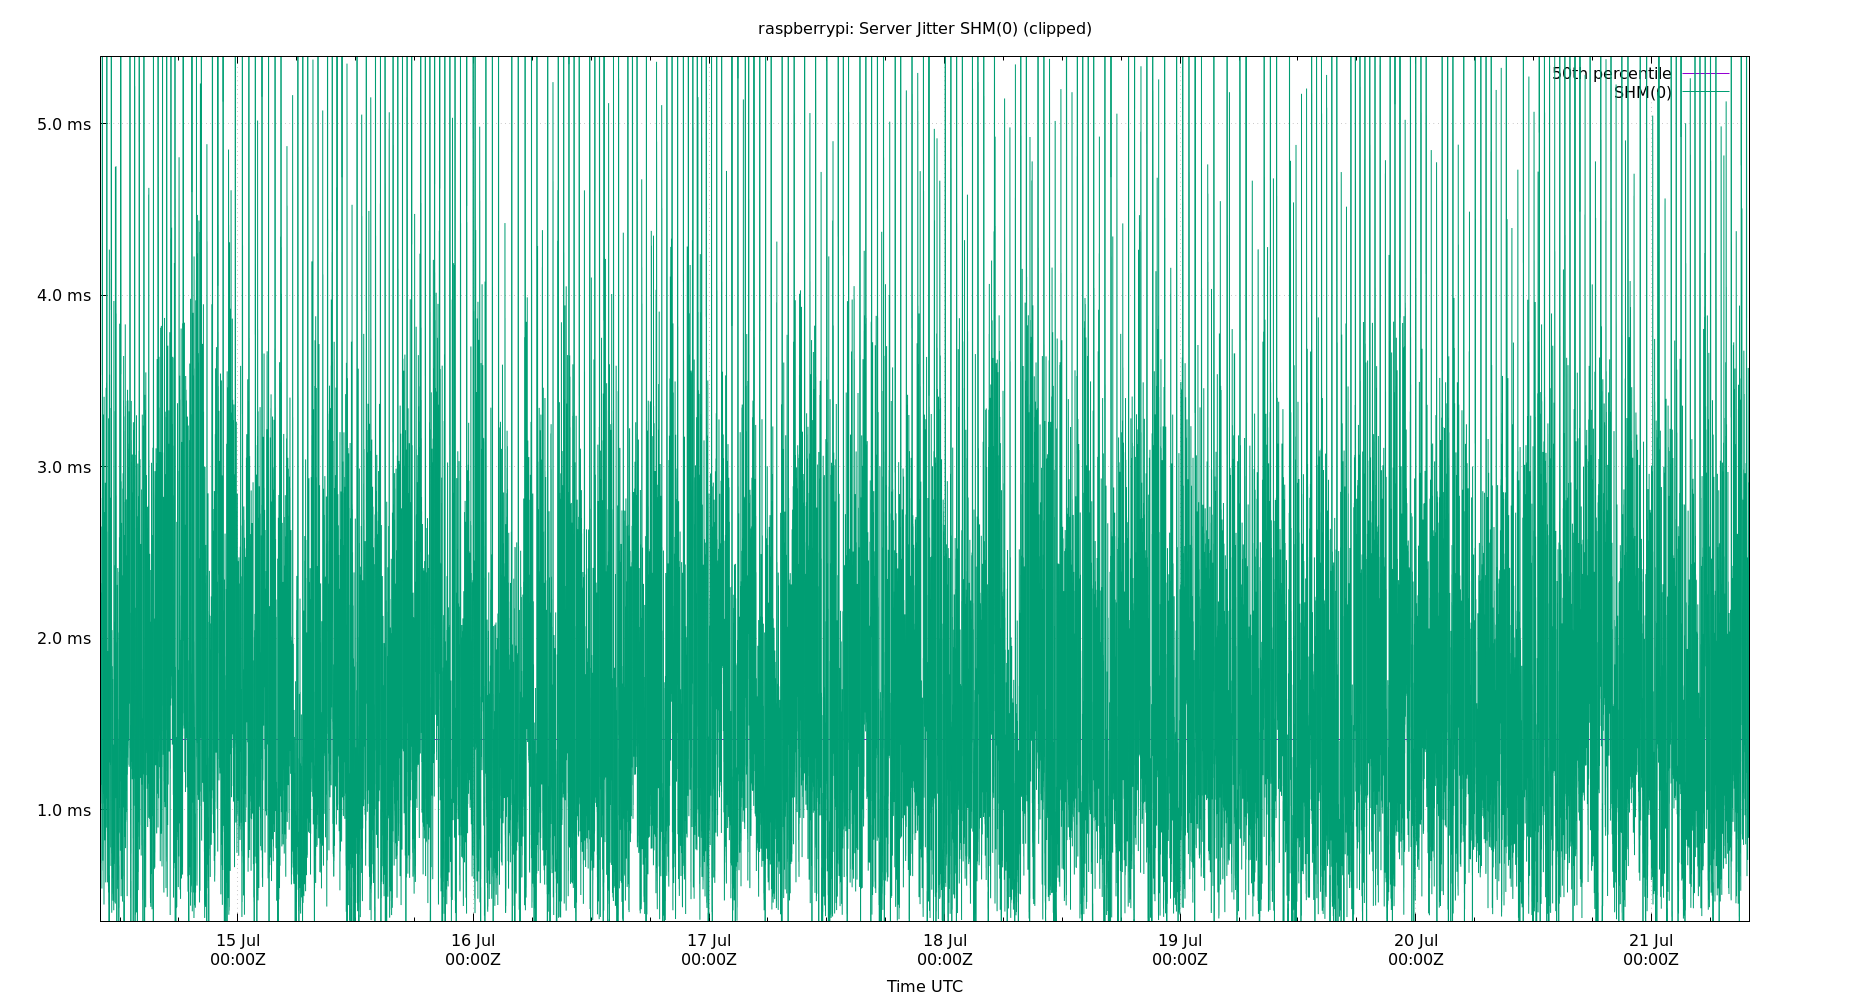 raspberrypi: Server Jitter SHM(0) (clipped)
50th percentile
SHM(0)
5.0 ms
4.0 ms
3.0 ms
2.0 ms
1.0 ms
15 Jul 16 Jul 17 Jul 18 Jul 19 Jul 20 Jul 21 Jul
00:00Z 00:00Z 00:00Z 00:00Z 00:00Z 00:00Z 00:00Z
Time UTC